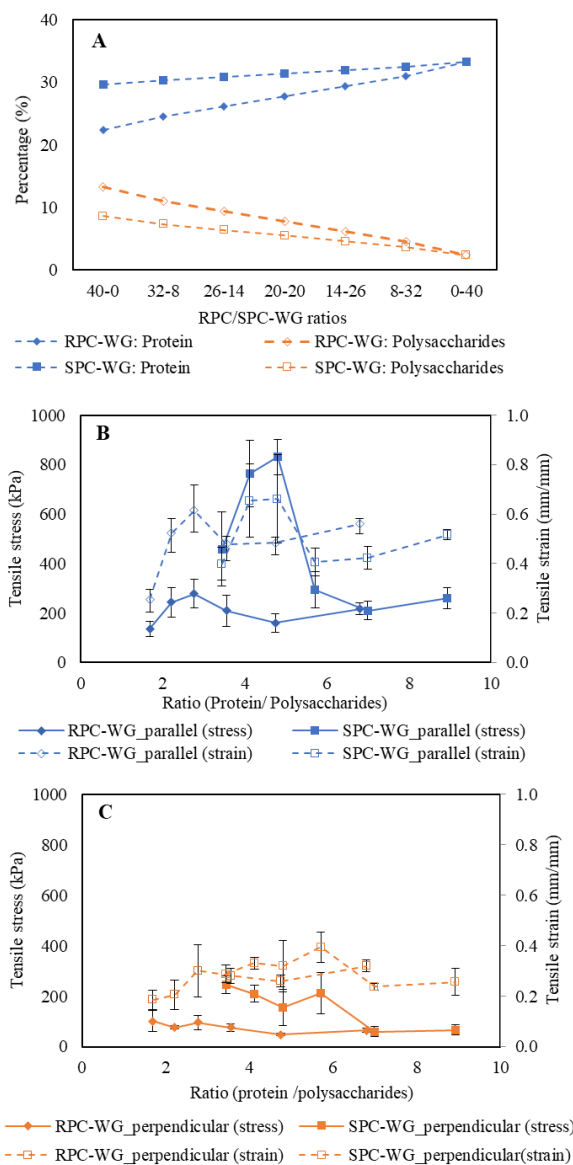 A
40%
30
20
10
0
Percentage (%)
40-0 32-8 26-14 20-20 14-26 8-32 0-40
RPC/SPC-WG ratios
RPC-WG: Protein RPC-WG: Polysaccharides
SPC-WG: Protein SPC-WG: Polysaccharides
B
1000 1.0
800 0.8
600 0.6
400 0.4
200 0.2
0 0.0
Tensile stress (kPa)
Tensile strain (mm/mm)
0 2 4 6 8 10
Ratio (Protein/ Polysaccharides)
RPC-WG_parallel (stress) SPC-WG_parallel (stress)
RPC-WG_parallel (strain) SPC-WG_parallel (strain)
C
1000 1.0
800 0.8
600 0.6
400 0.4
200 0.2
0 0.0
Tensile stress (kPa)
Tensile strain (mm/mm)
0 2 4 6 8 10
Ratio (protein /polysaccharides)
RPC-WG_perpendicular (stress) SPC-WG_perpendicular (stress)
RPC-WG_perpendicular (strain) SPC-WG_perpendicular(strain)